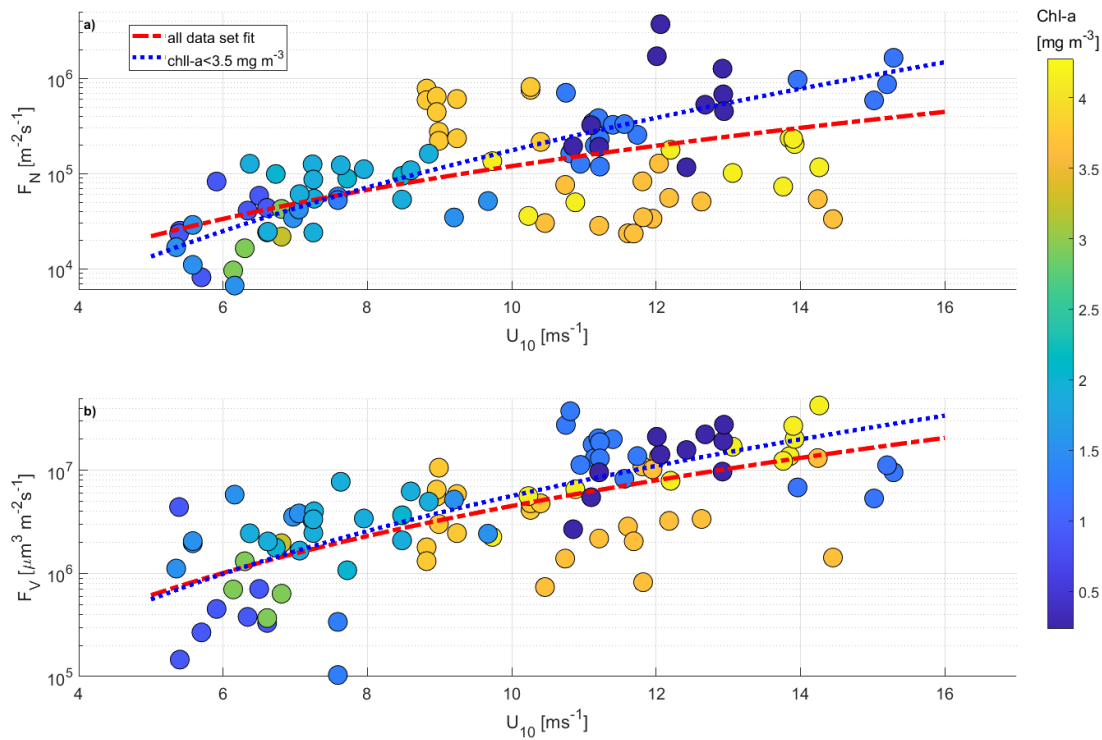 a)
all data set fit
chll-a<3.5 mg m⁻³
Chl-a
[mg m⁻³]
10⁶
10⁵
10⁴
F_N [m⁻²s⁻¹]
4 6 8 10 12 14 16
U₁₀ [ms⁻¹]
4
3.5
3
2.5
2
1.5
1
0.5
b)
10⁷
10⁶
10⁵
F_V [μm³ m⁻²s⁻¹]
4 6 8 10 12 14 16
U₁₀ [ms⁻¹]